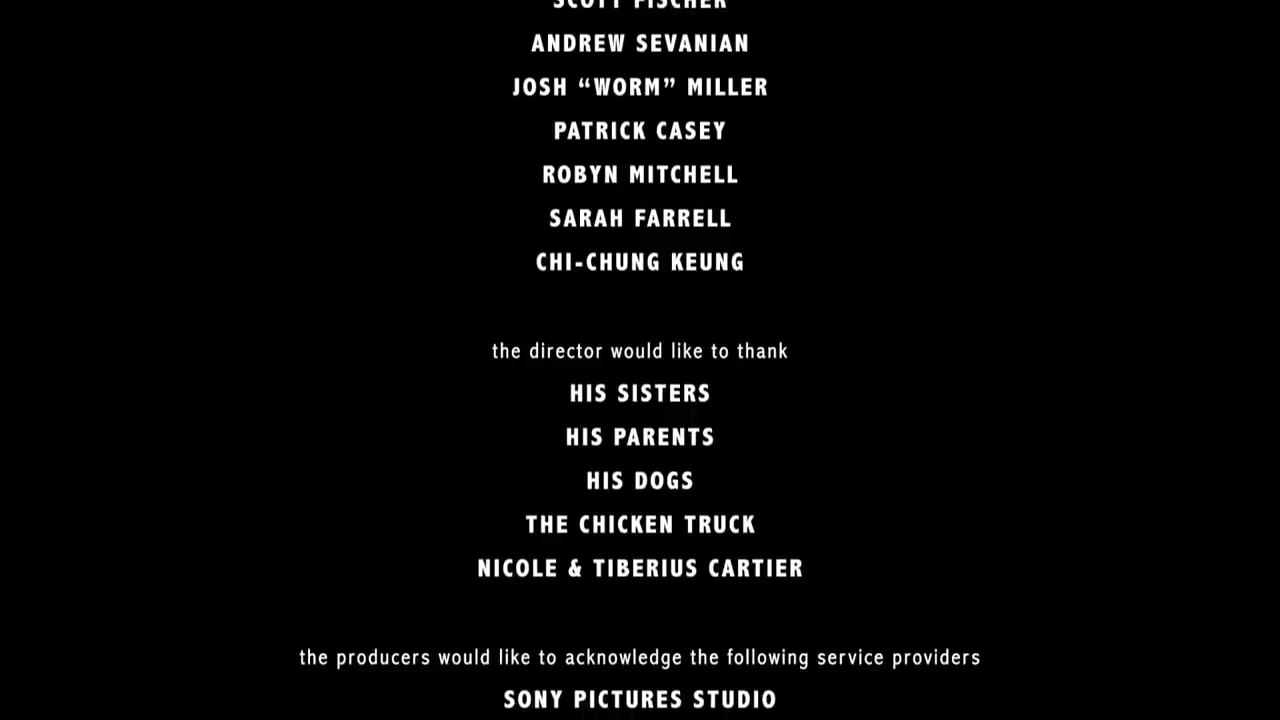 SCOTT FISCHER
ANDREW SEVANIAN
JOSH “WORM” MILLER
PATRICK CASEY
ROBYN MITCHELL
SARAH FARRELL
CHI-CHUNG KEUNG
the director would like to thank
HIS SISTERS
HIS PARENTS
HIS DOGS
THE CHICKEN TRUCK
NICOLE & TIBERIUS CARTIER
the producers would like to acknowledge the following service providers
SONY PICTURES STUDIO